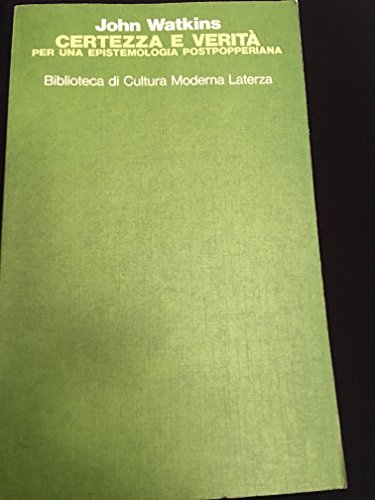 John Watkins
CERTEZZA E VERITÀ
PER UNA EPISTEMOLOGIA POSTPOPPERIANA
Biblioteca di Cultura Moderna Laterza